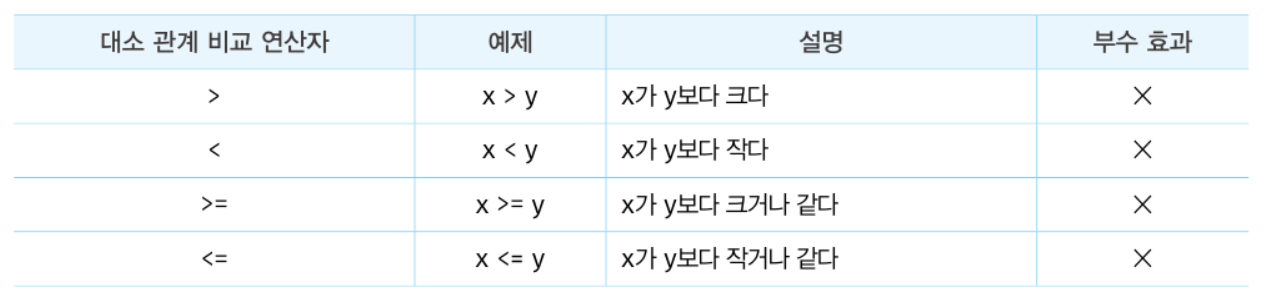 대소 관계 비교 연산자 예제 설명 부수 효과
> x > y x가 y보다 크다 ×
< x < y x가 y보다 작다 ×
>= x >= y x가 y보다 크거나 같다 ×
<= x <= y x가 y보다 작거나 같다 ×